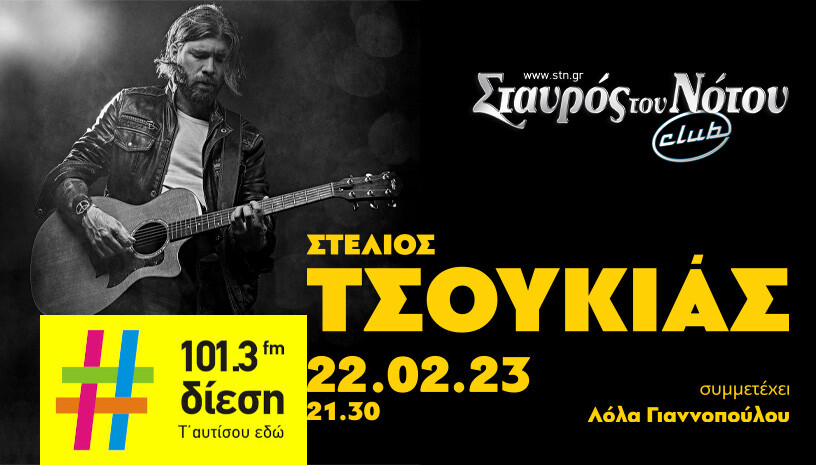 www.stn.gr
Σταυρός του Νότου
club
ΣΤΕΛΙΟΣ
ΤΣΟΥΚΙΑΣ
22.02.23
21.30
συμμετέχει
Λόλα Γιαννοπούλου
101.3 fm
δίεση
Τ΄αυτίσου εδώ